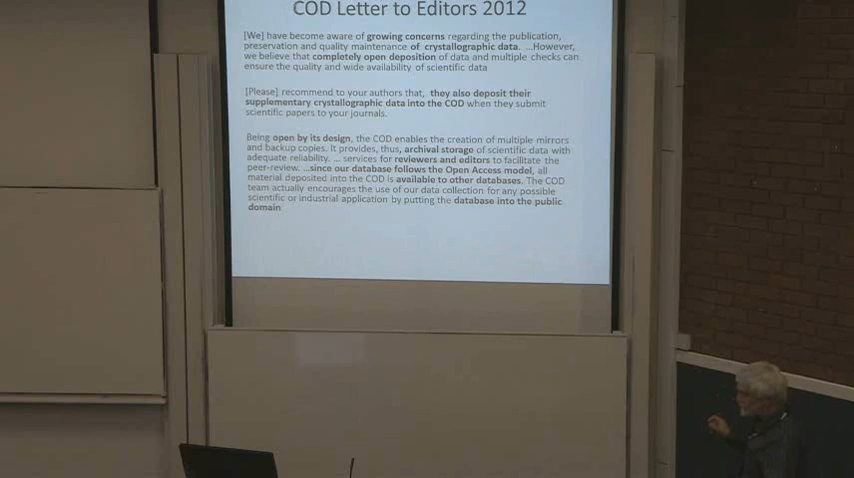 COD Letter to Editors 2012
[We] have become aware of growing concerns regarding the publication,
preservation and quality maintenance of crystallographic data. ...However,
we believe that completely open deposition of data and multiple checks can
ensure the quality and wide availability of scientific data
[Please] recommend to your authors that, they also deposit their
supplementary crystallographic data into the COD when they submit
scientific papers to your journals.
Being open by its design, the COD enables the creation of multiple mirrors
and backup copies. It provides, thus, archival storage of scientific data with
adequate reliability. ... services for reviewers and editors to facilitate the
peer-review. ...since our database follows the Open Access model, all
material deposited into the COD is available to other databases. The COD
team actually encourages the use of our data collection for any possible
scientific or industrial application by putting the database into the public
domain